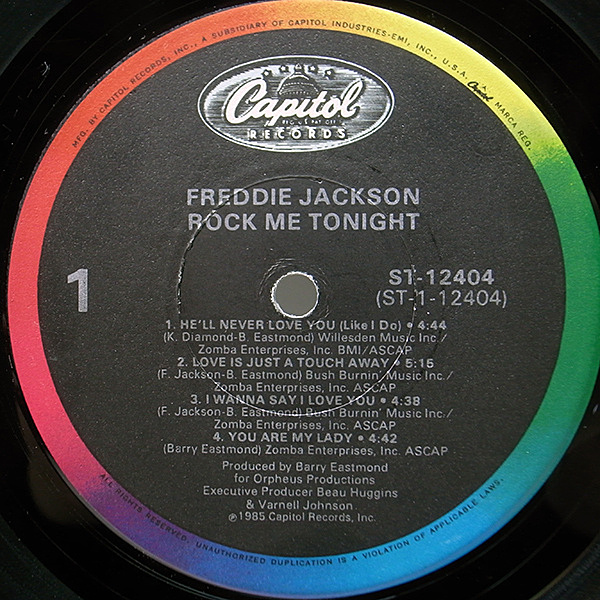 MFG. BY CAPITOL RECORDS, INC., A SUBSIDIARY OF CAPITOL INDUSTRIES-EMI, INC., U.S.A. Capitol MARCA REG.
Capitol
REG. U.S. PAT. OFF.
RECORDS
FREDDIE JACKSON
ROCK ME TONIGHT
1
ST-12404
(ST-1-12404)
1. HE'LL NEVER LOVE YOU (Like I Do) • 4:44
(K. Diamond-B. Eastmond) Willesden Music Inc./
Zomba Enterprises, Inc. BMI/ASCAP
2. LOVE IS JUST A TOUCH AWAY • 5:15
(F. Jackson-B. Eastmond) Bush Burnin' Music Inc./
Zomba Enterprises, Inc. ASCAP
3. I WANNA SAY I LOVE YOU • 4:38
(F. Jackson-B. Eastmond) Bush Burnin' Music Inc./
Zomba Enterprises, Inc. ASCAP
4. YOU ARE MY LADY • 4:42
(Barry Eastmond) Zomba Enterprises, Inc. ASCAP
Produced by Barry Eastmond
for Orpheus Productions
Executive Producer Beau Huggins
& Varnell Johnson
℗1985 Capitol Records, Inc.
ALL RIGHTS RESERVED. UNAUTHORIZED DUPLICATION IS A VIOLATION OF APPLICABLE LAWS.